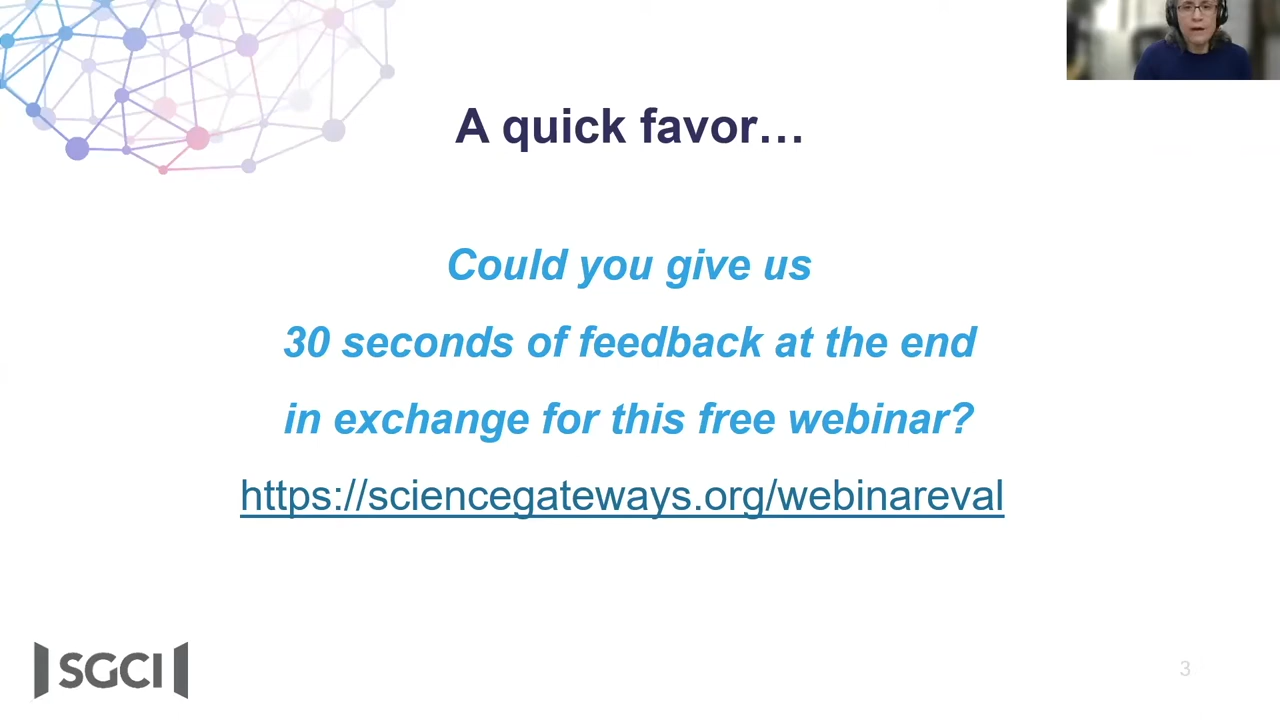 A quick favor…
Could you give us
30 seconds of feedback at the end
in exchange for this free webinar?
https://sciencegateways.org/webinareval
SGCI
3